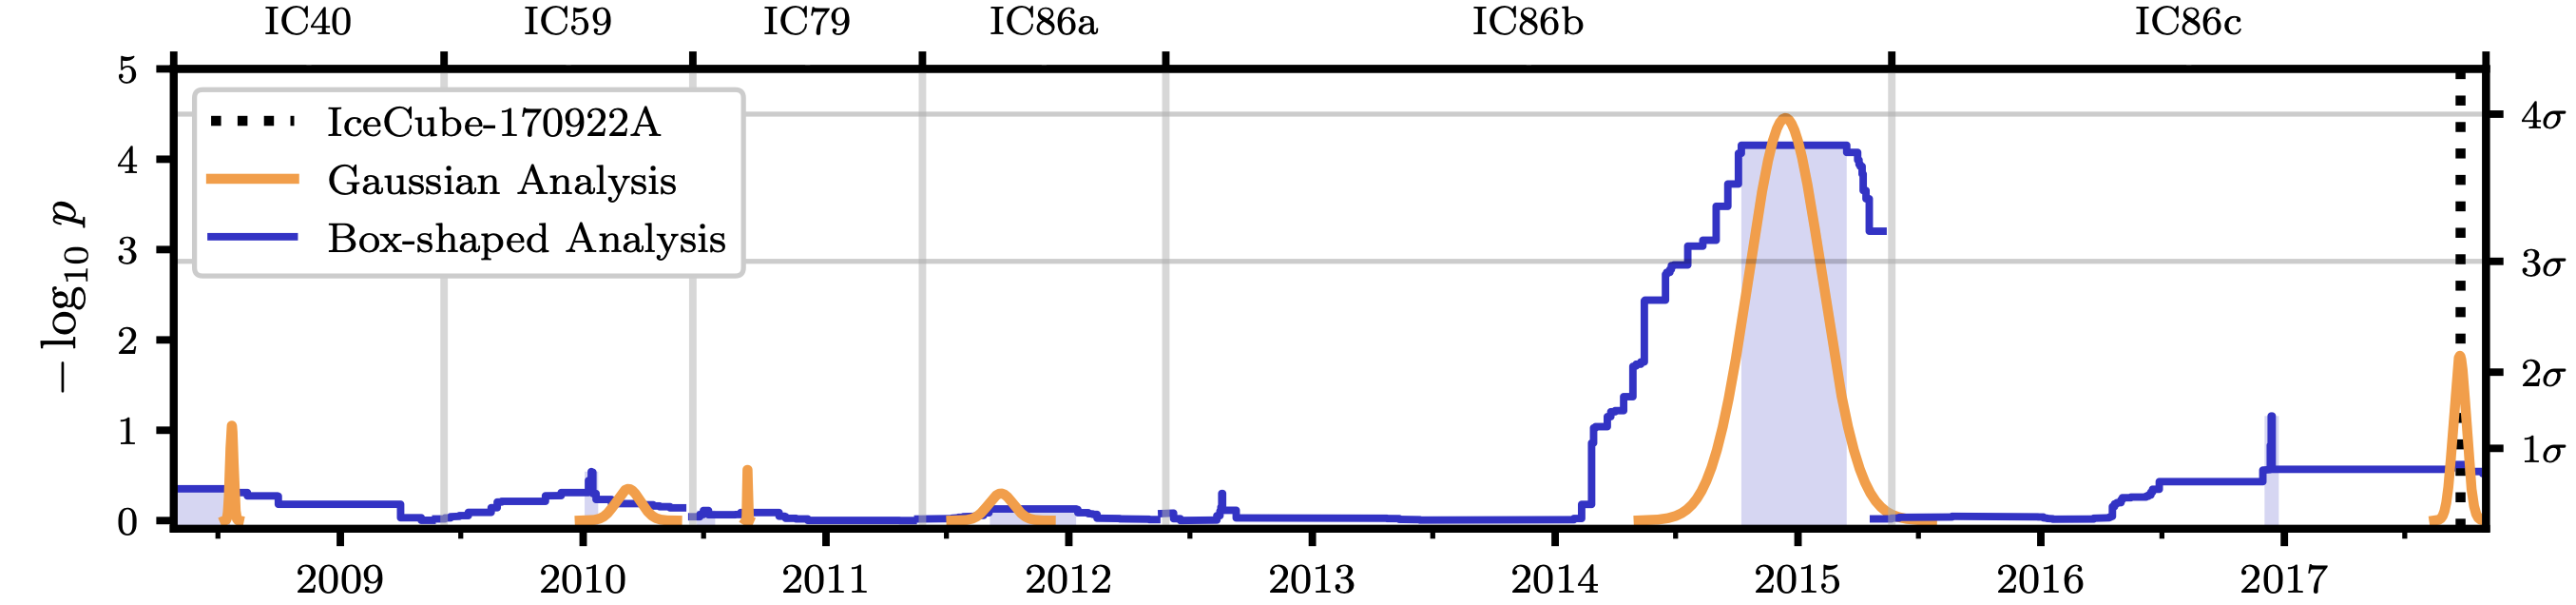 IC40 IC59 IC79 IC86a IC86b IC86c
5
4
3
2
1
0
− log₁₀ p
IceCube-170922A
Gaussian Analysis
Box-shaped Analysis
4σ
3σ
2σ
1σ
2009 2010 2011 2012 2013 2014 2015 2016 2017